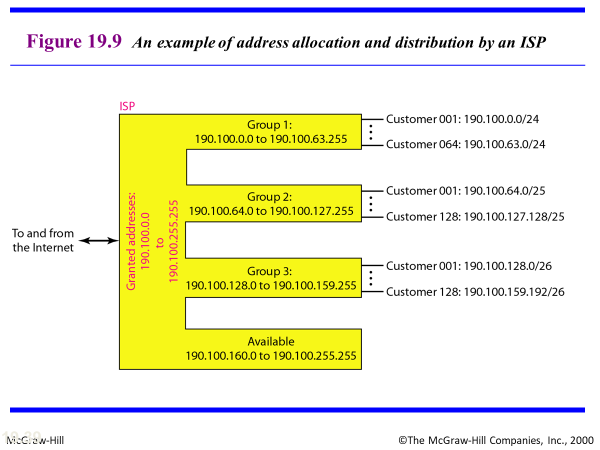 Figure 19.9 An example of address allocation and distribution by an ISP
ISP
Group 1:
190.100.0.0 to 190.100.63.255
Customer 001: 190.100.0.0/24
Customer 064: 190.100.63.0/24
Group 2:
190.100.64.0 to 190.100.127.255
Customer 001: 190.100.64.0/25
Customer 128: 190.100.127.128/25
To and from
the Internet
Granted addresses:
190.100.0.0
to
190.100.255.255
Group 3:
190.100.128.0 to 190.100.159.255
Customer 001: 190.100.128.0/26
Customer 128: 190.100.159.192/26
Available
190.100.160.0 to 190.100.255.255
McGraw-Hill
©The McGraw-Hill Companies, Inc., 2000